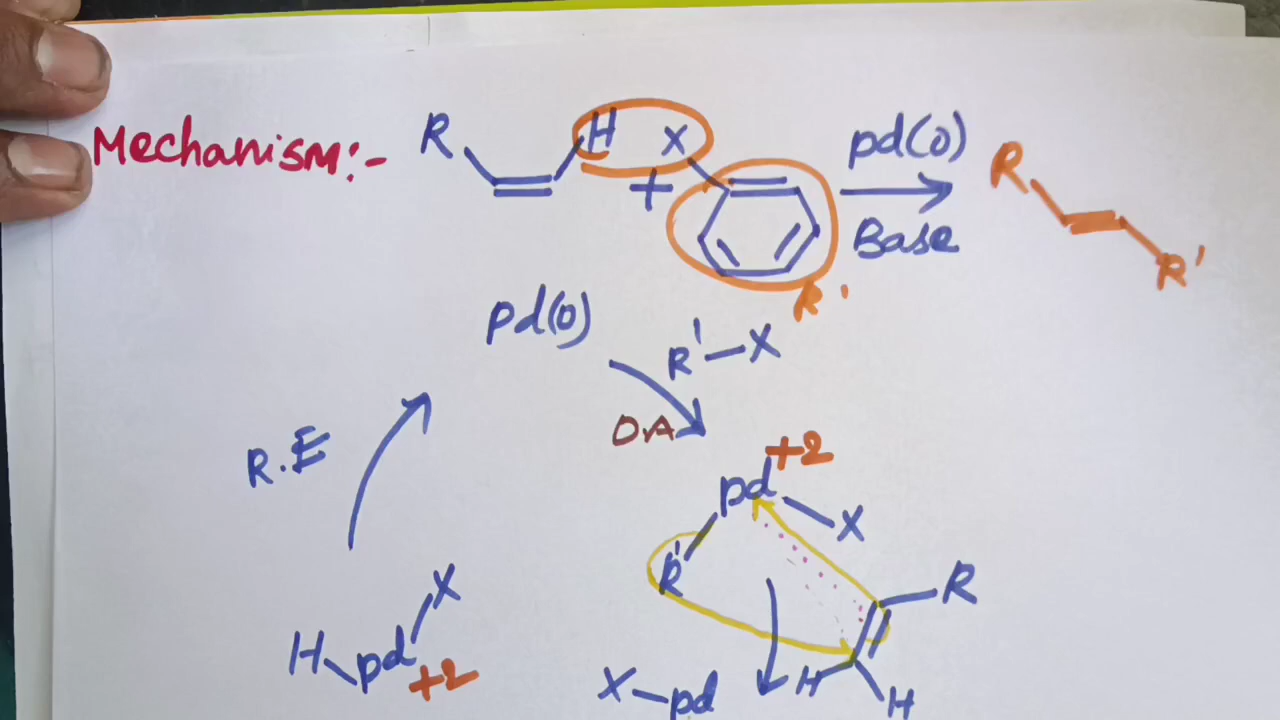 Mechanism:-
R H X
+
pd(0)
Base
R
R'
R'
pd(0)
R'-X
O.A
R.E
pd +2
X
R'
R
X
H pd +2
X-pd
H
H